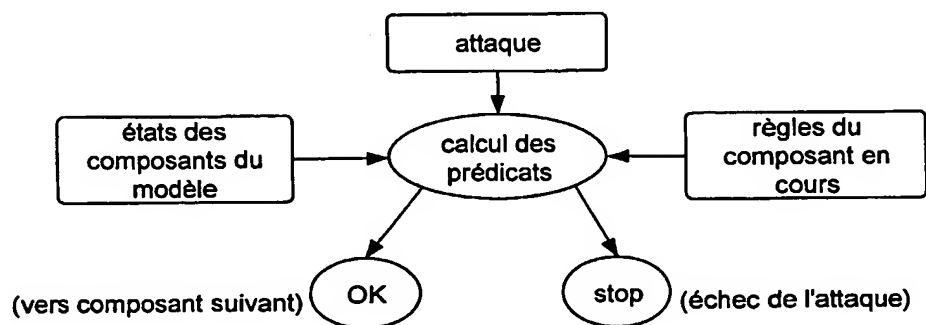 attaque
états des
composants du
modèle
calcul des
prédicats
règles du
composant en
cours
(vers composant suivant)
OK
stop
(échec de l'attaque)